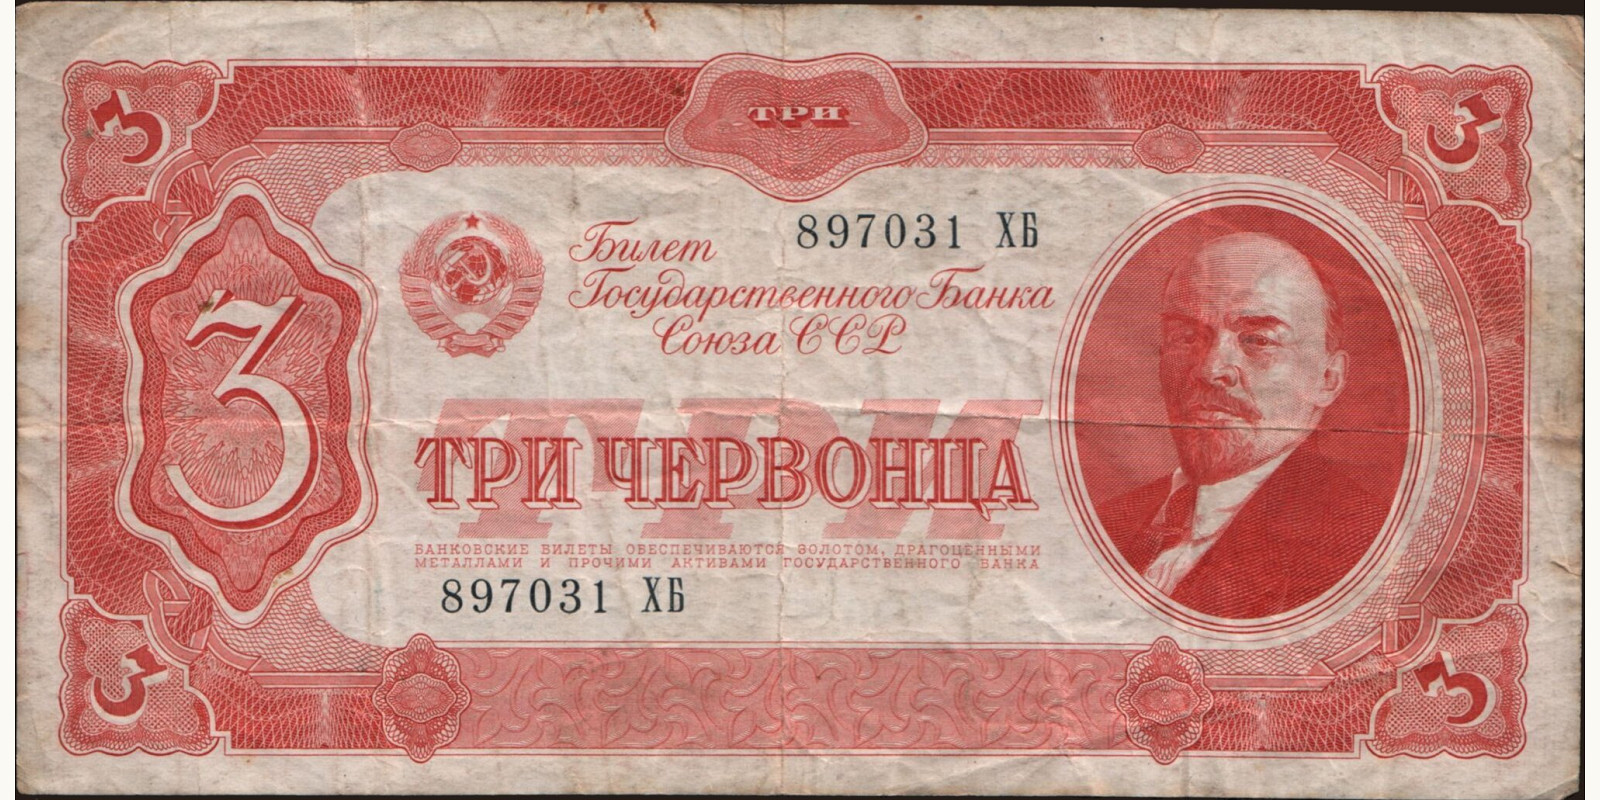 3
ТРИ
3
897031 ХБ
Билет
Государственного Банка
Союза ССР
3
ТРИ
ТРИ ЧЕРВОНЦА
БАНКОВСКИЕ БИЛЕТЫ ОБЕСПЕЧИВАЮТСЯ ЗОЛОТОМ, ДРАГОЦЕННЫМИ
МЕТАЛЛАМИ И ПРОЧИМИ АКТИВАМИ ГОСУДАРСТВЕННОГО БАНКА
897031 ХБ
3
3